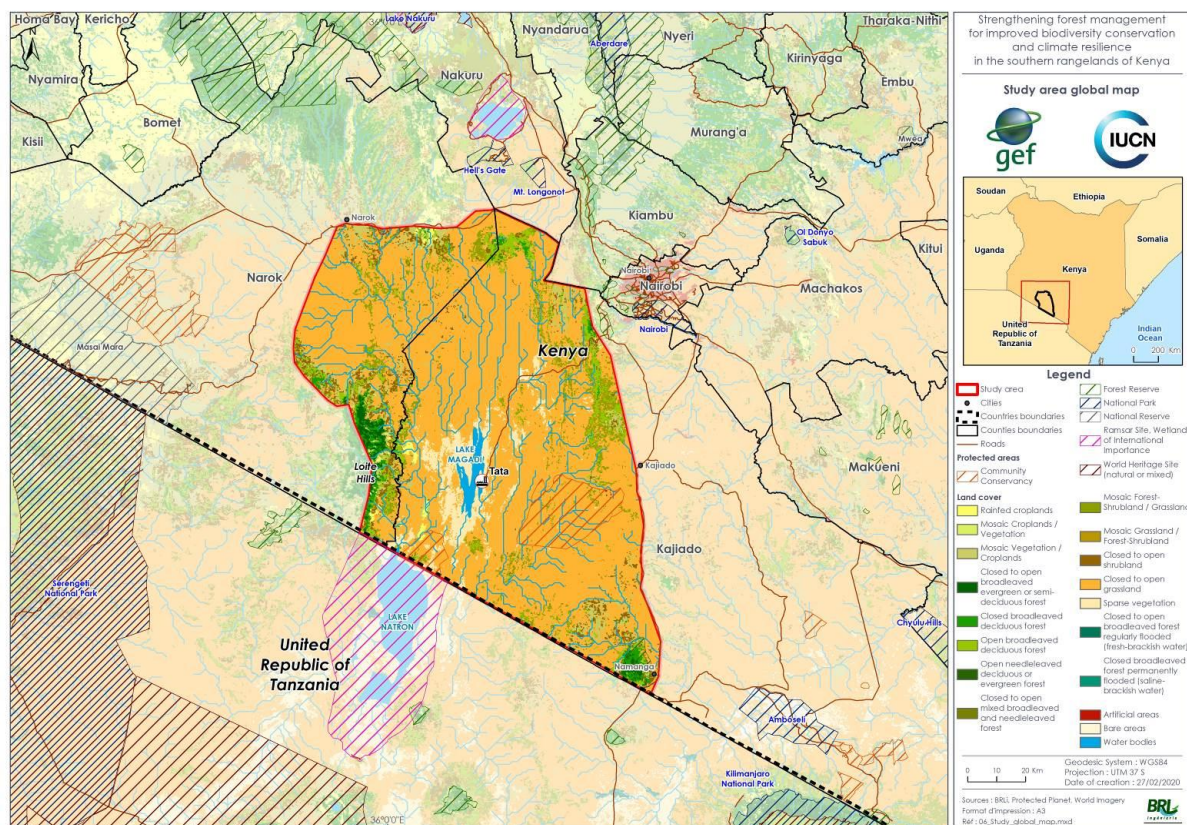 Homa Bay
Kericho
Nyamira
Kisii
Bomet
Lake Nakuru
Nakuru
Nyandarua
Aberdare
Nyeri
Kirinyaga
Tharaka-Nithi
Embu
Mwea
Murang'a
Hell's Gate
Mt. Longonot
Kiambu
Ol Donyo
Sabuk
Kitui
Narok
Narok
Nairobi
Nairobi
Nairobi
Machakos
Masai Mara
Kenya
LAKE
MAGADI
Tata
Loite
Hills
Kajiado
Kajiado
Makueni
Serengeti
National Park
LAKE
NATRON
United
Republic of
Tanzania
Namanga
Chyulu Hills
Amboseli
Kilimanjaro
National Park
36°0'0"E
Strengthening forest management
for improved biodiversity conservation
and climate resilience
in the southern rangelands of Kenya
Study area global map
gef
IUCN
Soudan
Ethiopia
Uganda
Somalia
Kenya
United
Republic of
Tanzania
Indian
Ocean
0 200 Km
Legend
Study area
Cities
Countries boundaries
Counties boundaries
Roads
Protected areas
Community
Conservancy
Forest Reserve
National Park
National Reserve
Ramsar Site, Wetland
of International
Importance
World Heritage Site
(natural or mixed)
Land cover
Rainfed croplands
Mosaic Croplands /
Vegetation
Mosaic Vegetation /
Croplands
Closed to open
broadleaved
evergreen or semi-
deciduous forest
Closed broadleaved
deciduous forest
Open broadleaved
deciduous forest
Open needleleaved
deciduous or
evergreen forest
Closed to open
mixed broadleaved
and needleleaved
forest
Mosaic Forest-
Shrubland / Grassland
Mosaic Grassland /
Forest-Shrubland
Closed to open
shrubland
Closed to open
grassland
Sparse vegetation
Closed to open
broadleaved forest
regularly flooded
(fresh-brackish water)
Closed broadleaved
forest permanently
flooded (saline-
brackish water)
Artificial areas
Bare areas
Water bodies
0 10 20 Km
Geodesic System : WGS84
Projection : UTM 37 S
Date of creation : 27/02/2020
Sources : BRLi, Protected Planet, World Imagery
Format d'impression : A3
Réf : 06_Study_global_map.mxd
BRL
Ingénierie